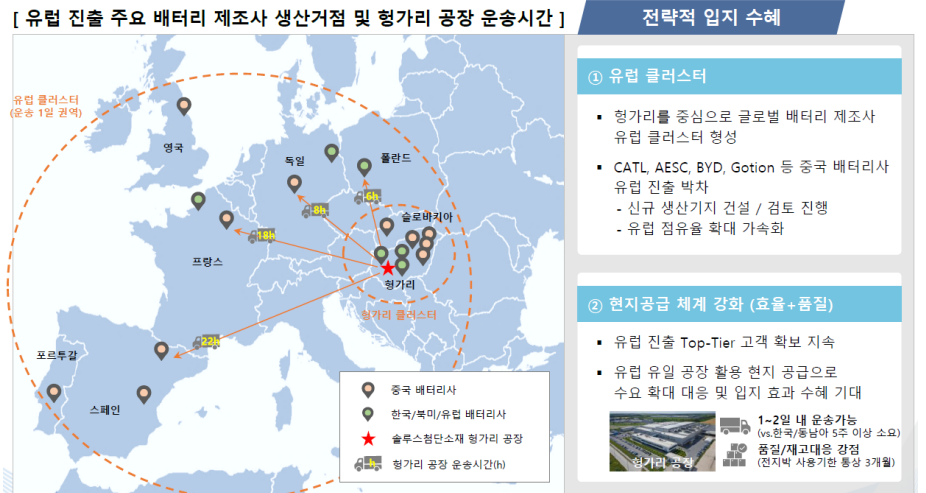 [ 유럽 진출 주요 배터리 제조사 생산거점 및 헝가리 공장 운송시간 ]
유럽 클러스터
(운송 1일 권역)
영국
독일
폴란드
6h
8h
슬로바키아
18h
프랑스
헝가리
헝가리 클러스터
22h
포르투갈
스페인
중국 배터리사
한국/북미/유럽 배터리사
솔루스첨단소재 헝가리 공장
h
헝가리 공장 운송시간(h)
전략적 입지 수혜
① 유럽 클러스터
▪ 헝가리를 중심으로 글로벌 배터리 제조사
유럽 클러스터 형성
▪ CATL, AESC, BYD, Gotion 등 중국 배터리사
유럽 진출 박차
- 신규 생산기지 건설 / 검토 진행
- 유럽 점유율 확대 가속화
② 현지공급 체계 강화 (효율+품질)
▪ 유럽 진출 Top-Tier 고객 확보 지속
▪ 유럽 유일 공장 활용 현지 공급으로
수요 확대 대응 및 입지 효과 수혜 기대
헝가리 공장
1~2일 내 운송가능
(vs.한국/동남아 5주 이상 소요)
품질/재고대응 강점
(전지박 사용기한 통상 3개월)